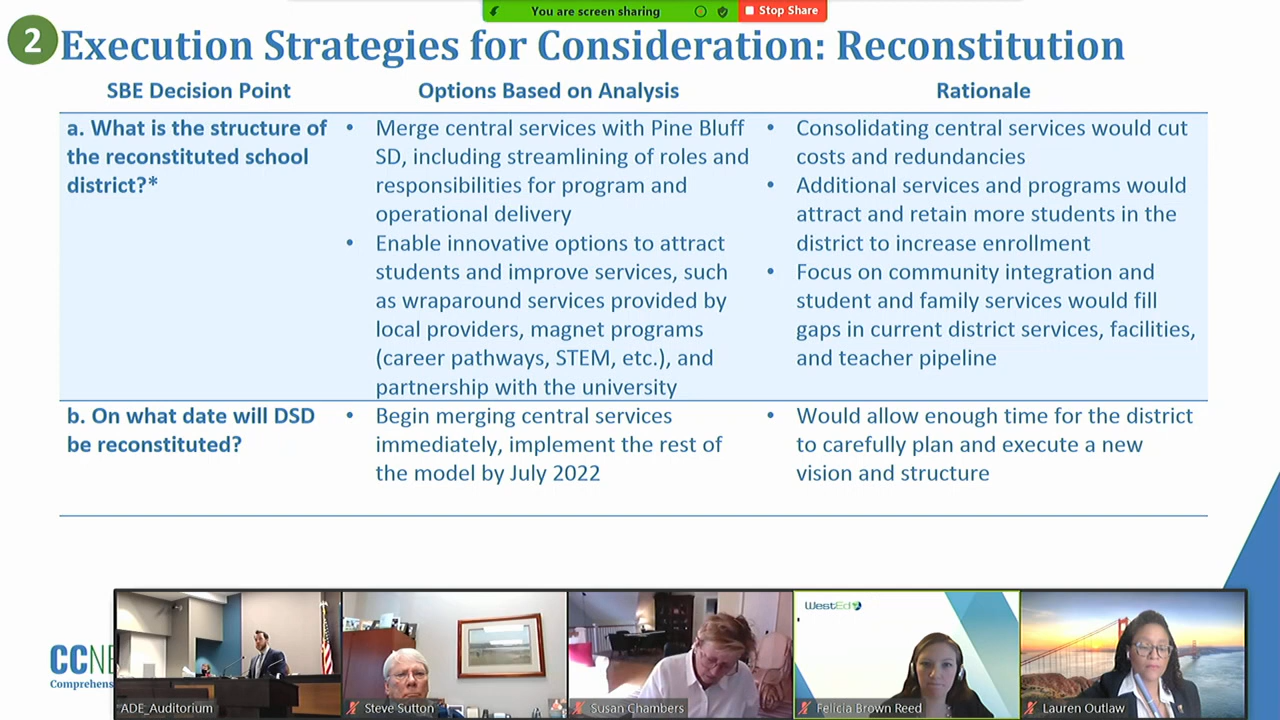 You are screen sharing
Stop Share
2
Execution Strategies for Consideration: Reconstitution
SBE Decision Point
Options Based on Analysis
Rationale
a. What is the structure of
the reconstituted school
district?*
• Merge central services with Pine Bluff
SD, including streamlining of roles and
responsibilities for program and
operational delivery
• Enable innovative options to attract
students and improve services, such
as wraparound services provided by
local providers, magnet programs
(career pathways, STEM, etc.), and
partnership with the university
• Consolidating central services would cut
costs and redundancies
• Additional services and programs would
attract and retain more students in the
district to increase enrollment
• Focus on community integration and
student and family services would fill
gaps in current district services, facilities,
and teacher pipeline
b. On what date will DSD
be reconstituted?
• Begin merging central services
immediately, implement the rest of
the model by July 2022
• Would allow enough time for the district
to carefully plan and execute a new
vision and structure
CCNE
Comprehens
ADE_Auditorium
Steve Sutton
Susan Chambers
WestEd
Felicia Brown Reed
Lauren Outlaw